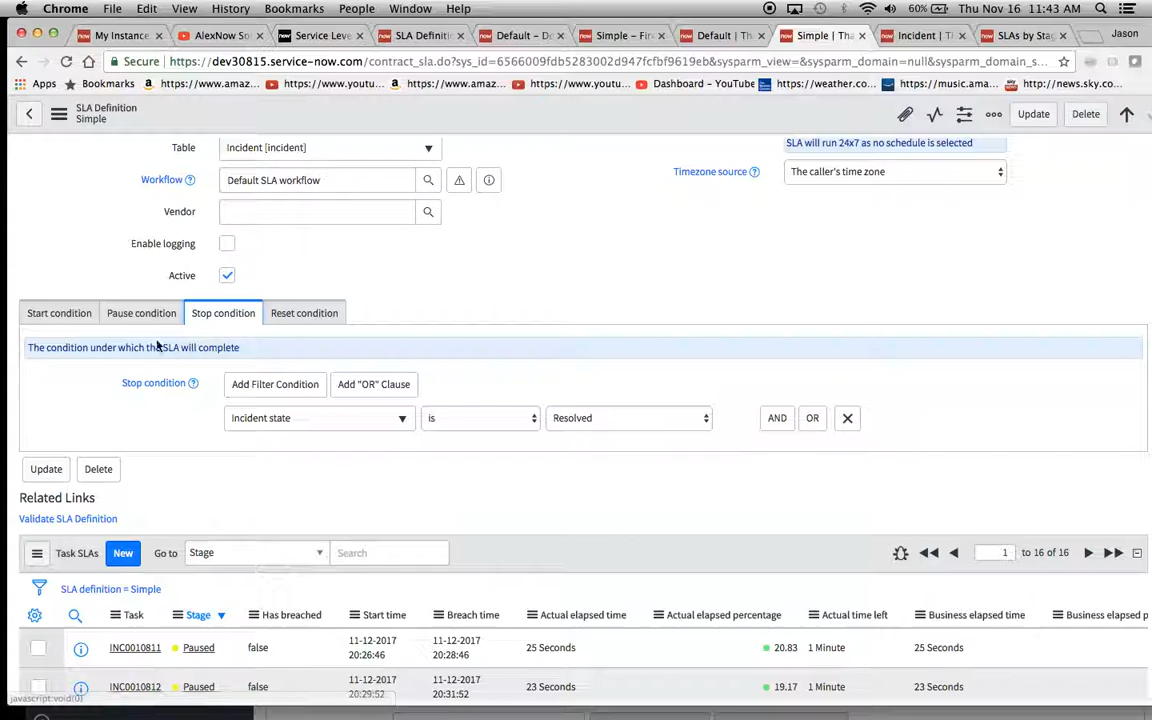 Chrome File Edit View History Bookmarks People Window Help 60% Thu Nov 16 11:43 AM
My Instance AlexNow So Service Leve SLA Definiti Default – De Simple – Fir Default | Th Simple | Tha Incident | T SLAs by Stag Jason
Secure https://dev30815.service-now.com/contract_sla.do?sys_id=6566009fdb5283002d947fcfbf9619eb&sysparm_view=&sysparm_domain=null&sysparm_domain_s...
Apps Bookmarks https://www.amaz... https://www.youtu... https://www.amaz... https://www.youtu... Dashboard - YouTube https://weather.co... https://music.ama... http://news.sky.co...
SLA Definition
Simple
Update Delete
Table Incident [incident] SLA will run 24x7 as no schedule is selected
Workflow Default SLA workflow Timezone source The caller's time zone
Vendor
Enable logging
Active
Start condition Pause condition Stop condition Reset condition
The condition under which the SLA will complete
Stop condition Add Filter Condition Add "OR" Clause
Incident state is Resolved AND OR
Update Delete
Related Links
Validate SLA Definition
Task SLAs New Go to Stage Search 1 to 16 of 16
SLA definition = Simple
Task Stage Has breached Start time Breach time Actual elapsed time Actual elapsed percentage Actual time left Business elapsed time Business elapsed p
INC0010811 Paused false 11-12-2017 20:26:46 11-12-2017 20:28:46 25 Seconds 20.83 1 Minute 25 Seconds
INC0010812 Paused false 11-12-2017 20:29:52 11-12-2017 20:31:52 23 Seconds 19.17 1 Minute 23 Seconds
javascript:void(0)